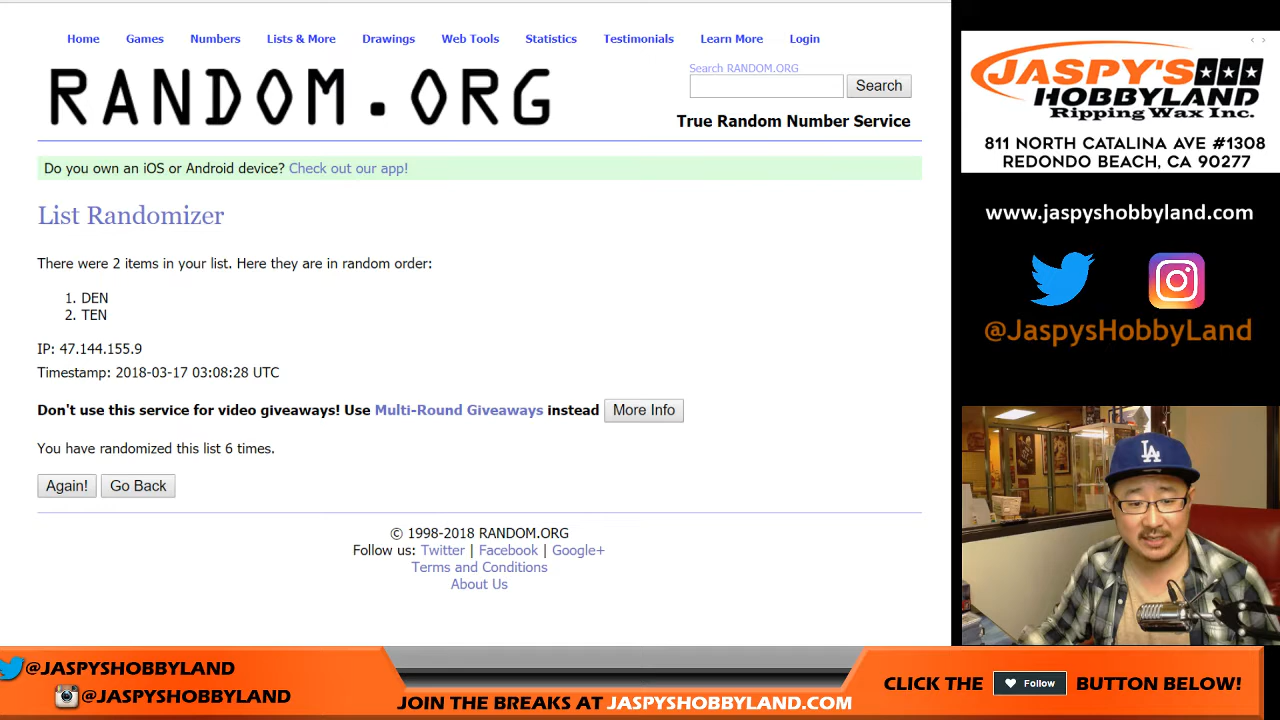 Home Games Numbers Lists & More Drawings Web Tools Statistics Testimonials Learn More Login
RANDOM.ORG
Search RANDOM.ORG
Search
True Random Number Service
Do you own an iOS or Android device? Check out our app!
List Randomizer
There were 2 items in your list. Here they are in random order:
1. DEN
2. TEN
IP: 47.144.155.9
Timestamp: 2018-03-17 03:08:28 UTC
Don't use this service for video giveaways! Use Multi-Round Giveaways instead More Info
You have randomized this list 6 times.
Again! Go Back
© 1998-2018 RANDOM.ORG
Follow us: Twitter | Facebook | Google+
Terms and Conditions
About Us
JASPY'S
HOBBYLAND
Ripping Wax Inc.
811 NORTH CATALINA AVE #1308
REDONDO BEACH, CA 90277
www.jaspyshobbyland.com
@JaspysHobbyLand
LA
@JASPYSHOBBYLAND
@JASPYSHOBBYLAND
JOIN THE BREAKS AT JASPYSHOBBYLAND.COM
CLICK THE Follow BUTTON BELOW!